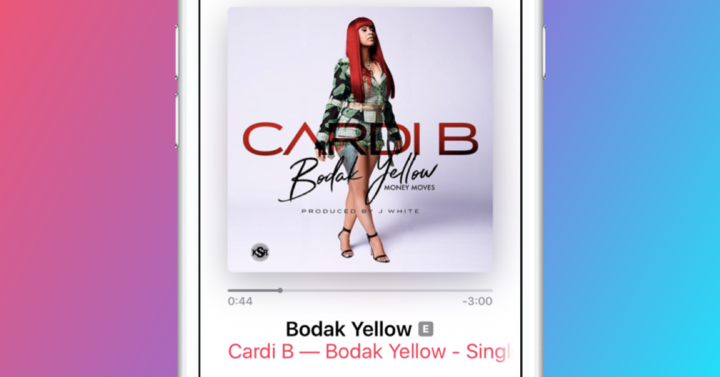 CARDI B
Bodak Yellow
MONEY MOVES
PRODUCED BY J WHITE
KSR
0:44 -3:00
Bodak Yellow E
Cardi B — Bodak Yellow - Singl